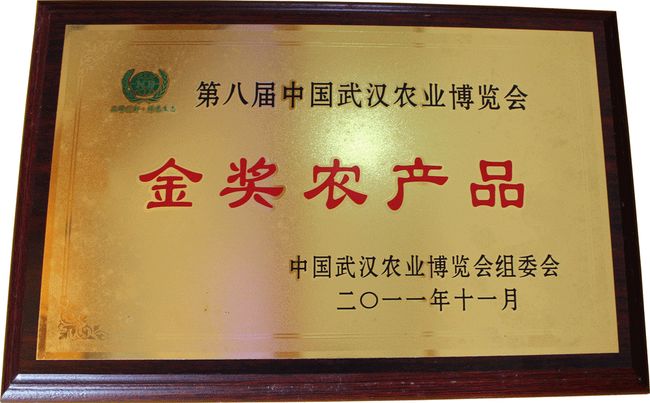 第八届中国武汉农业博览会
金奖农产品
中国武汉农业博览会组委会
二〇一一年十一月